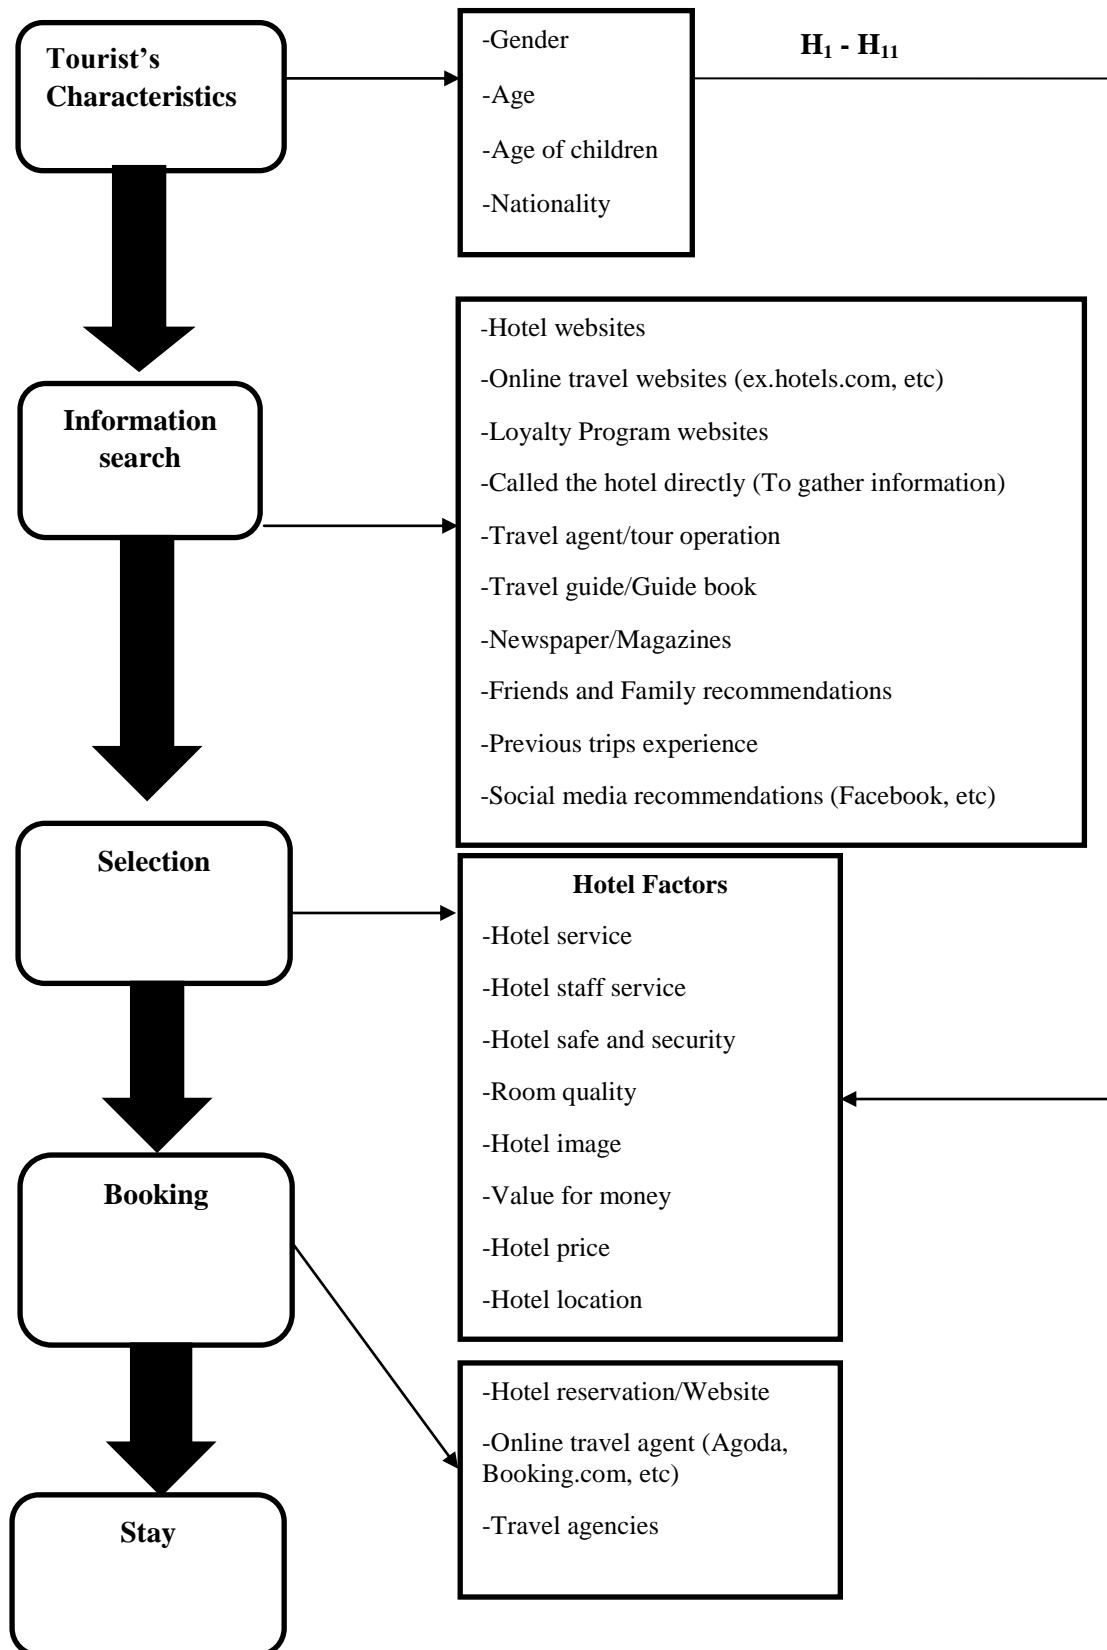 Tourist’s
Characteristics
-Gender
-Age
-Age of children
-Nationality
H₁ - H₁₁
Information
search
-Hotel websites
-Online travel websites (ex.hotels.com, etc)
-Loyalty Program websites
-Called the hotel directly (To gather information)
-Travel agent/tour operation
-Travel guide/Guide book
-Newspaper/Magazines
-Friends and Family recommendations
-Previous trips experience
-Social media recommendations (Facebook, etc)
Selection
Hotel Factors
-Hotel service
-Hotel staff service
-Hotel safe and security
-Room quality
-Hotel image
-Value for money
-Hotel price
-Hotel location
Booking
-Hotel reservation/Website
-Online travel agent (Agoda,
Booking.com, etc)
-Travel agencies
Stay